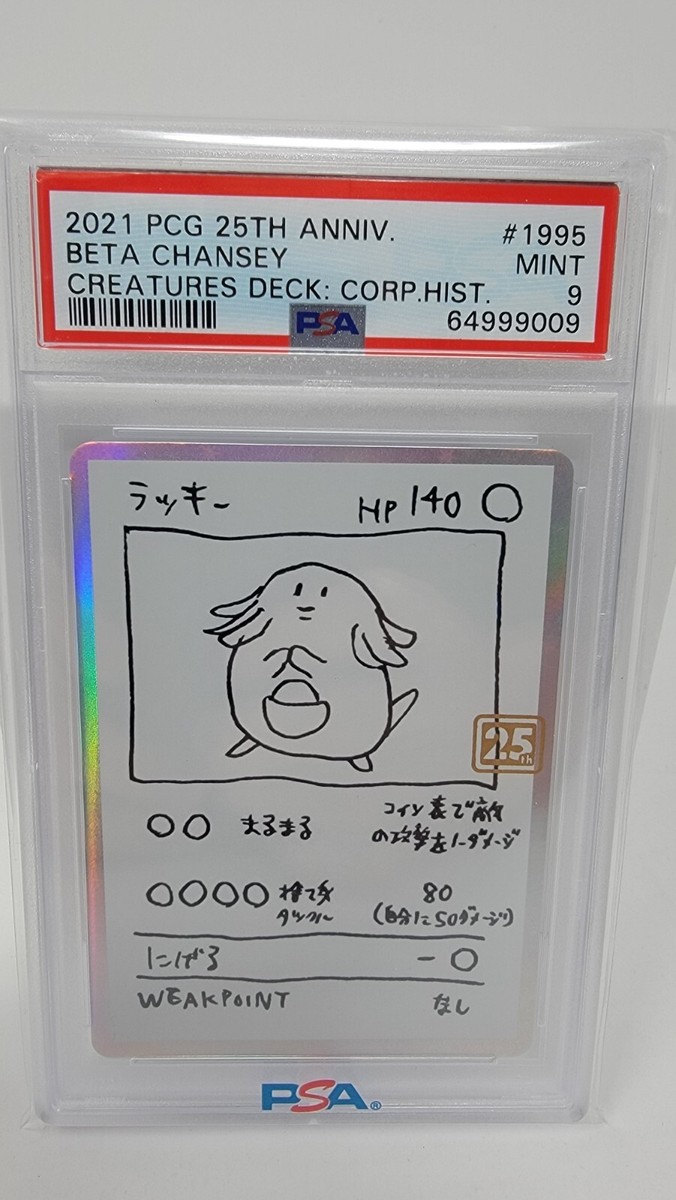 2021 PCG 25TH ANNIV. #1995
BETA CHANSEY MINT
CREATURES DECK: CORP.HIST. 9
PSA 64999009
ラッキー HP 140
25th
まるまる コイン表で敵
の攻撃を1-ダメージ
捨て身 80
タックル (自分に50ダメージ)
にげる -
WEAKPOINT なし
PSA®